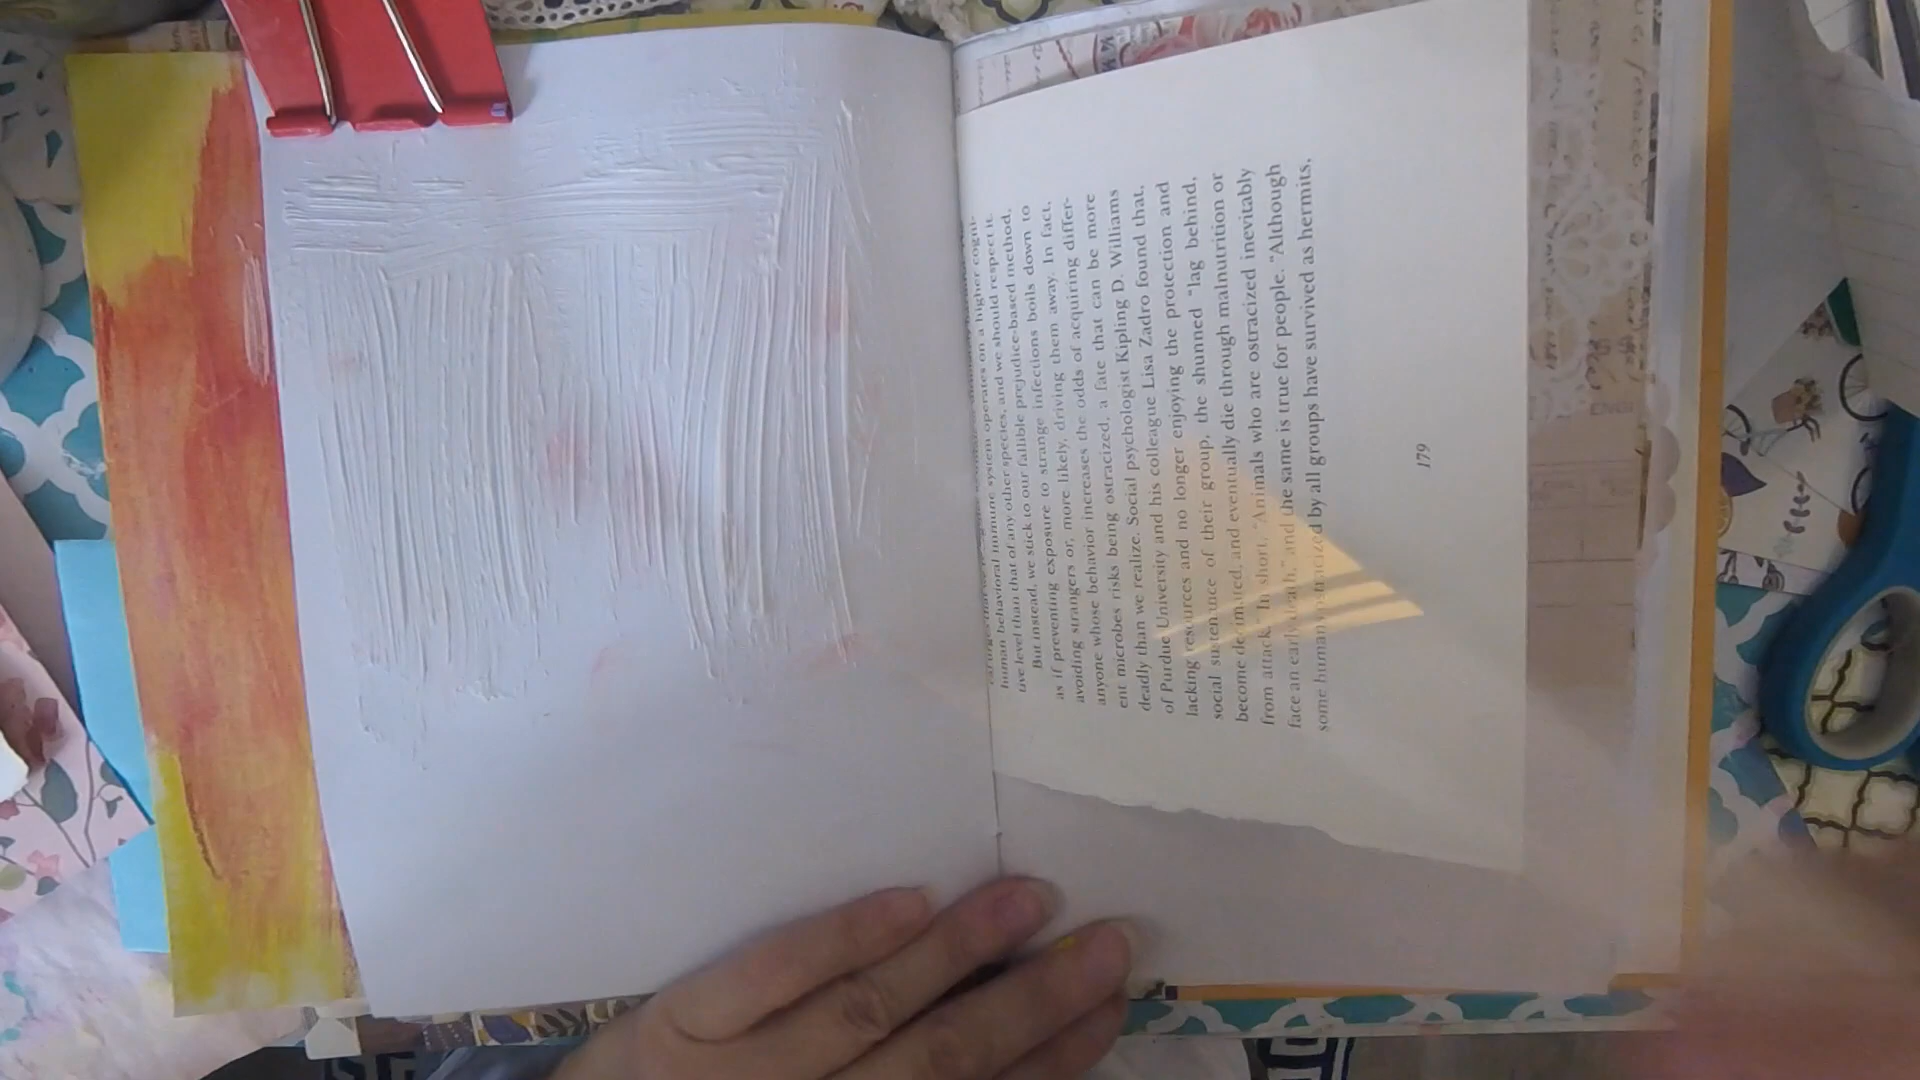 human behavioral immune system operates on a higher cogni-
tive level than that of any other species, and we should respect it.
But instead, we stick to our fallible prejudice-based method,
as if preventing exposure to strange infections boils down to
avoiding strangers or, more likely, driving them away. In fact,
anyone whose behavior increases the odds of acquiring differ-
ent microbes risks being ostracized, a fate that can be more
deadly than we realize. Social psychologist Kipling D. Williams
of Purdue University and his colleague Lisa Zadro found that,
lacking resources and no longer enjoying the protection and
social sustenance of their group, the shunned "lag behind,
become decimated, and eventually die through malnutrition or
from attack." In short, "Animals who are ostracized inevitably
face an early death," and the same is true for people. "Although
some humans ostracized by all groups have survived as hermits,
179